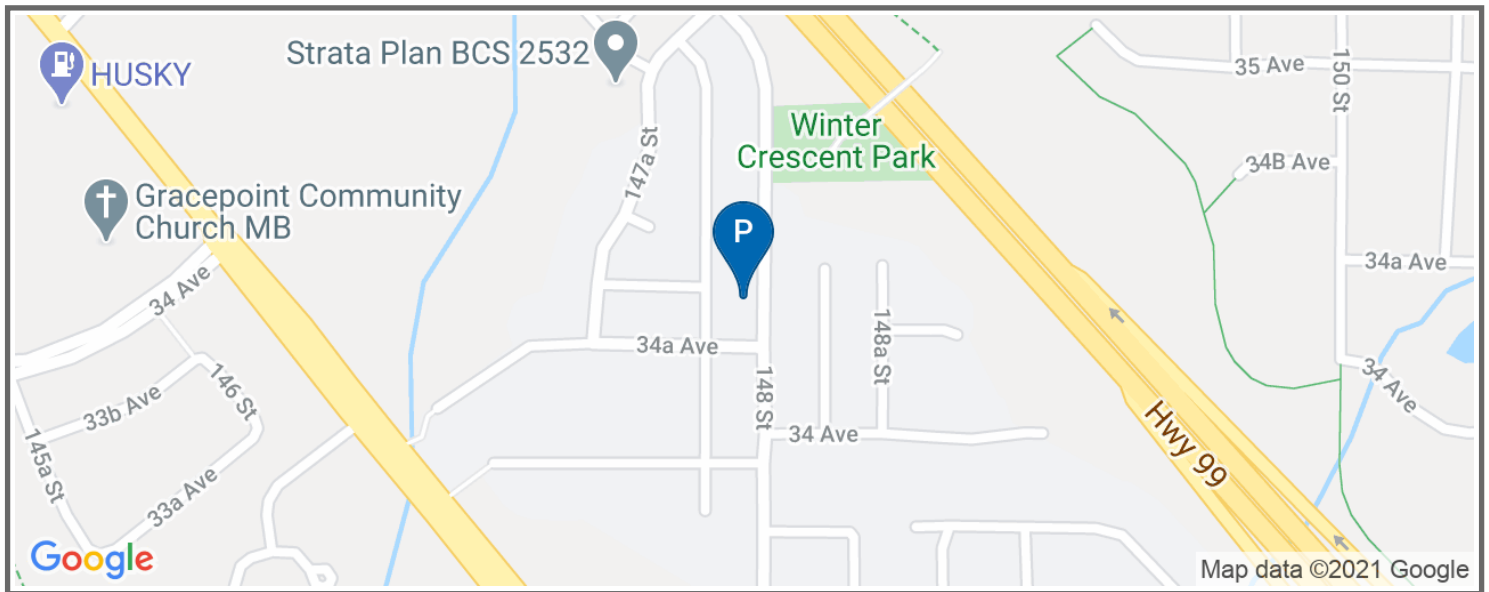 HUSKY
Strata Plan BCS 2532
35 Ave
150 St
Winter
Crescent Park
34B Ave
147a St
Gracepoint Community
Church MB
P
34 Ave
34a Ave
34a Ave
148a St
148 St
33b Ave
146 St
34 Ave
34 Ave
Hwy 99
145a St
33a Ave
Google
Map data ©2021 Google